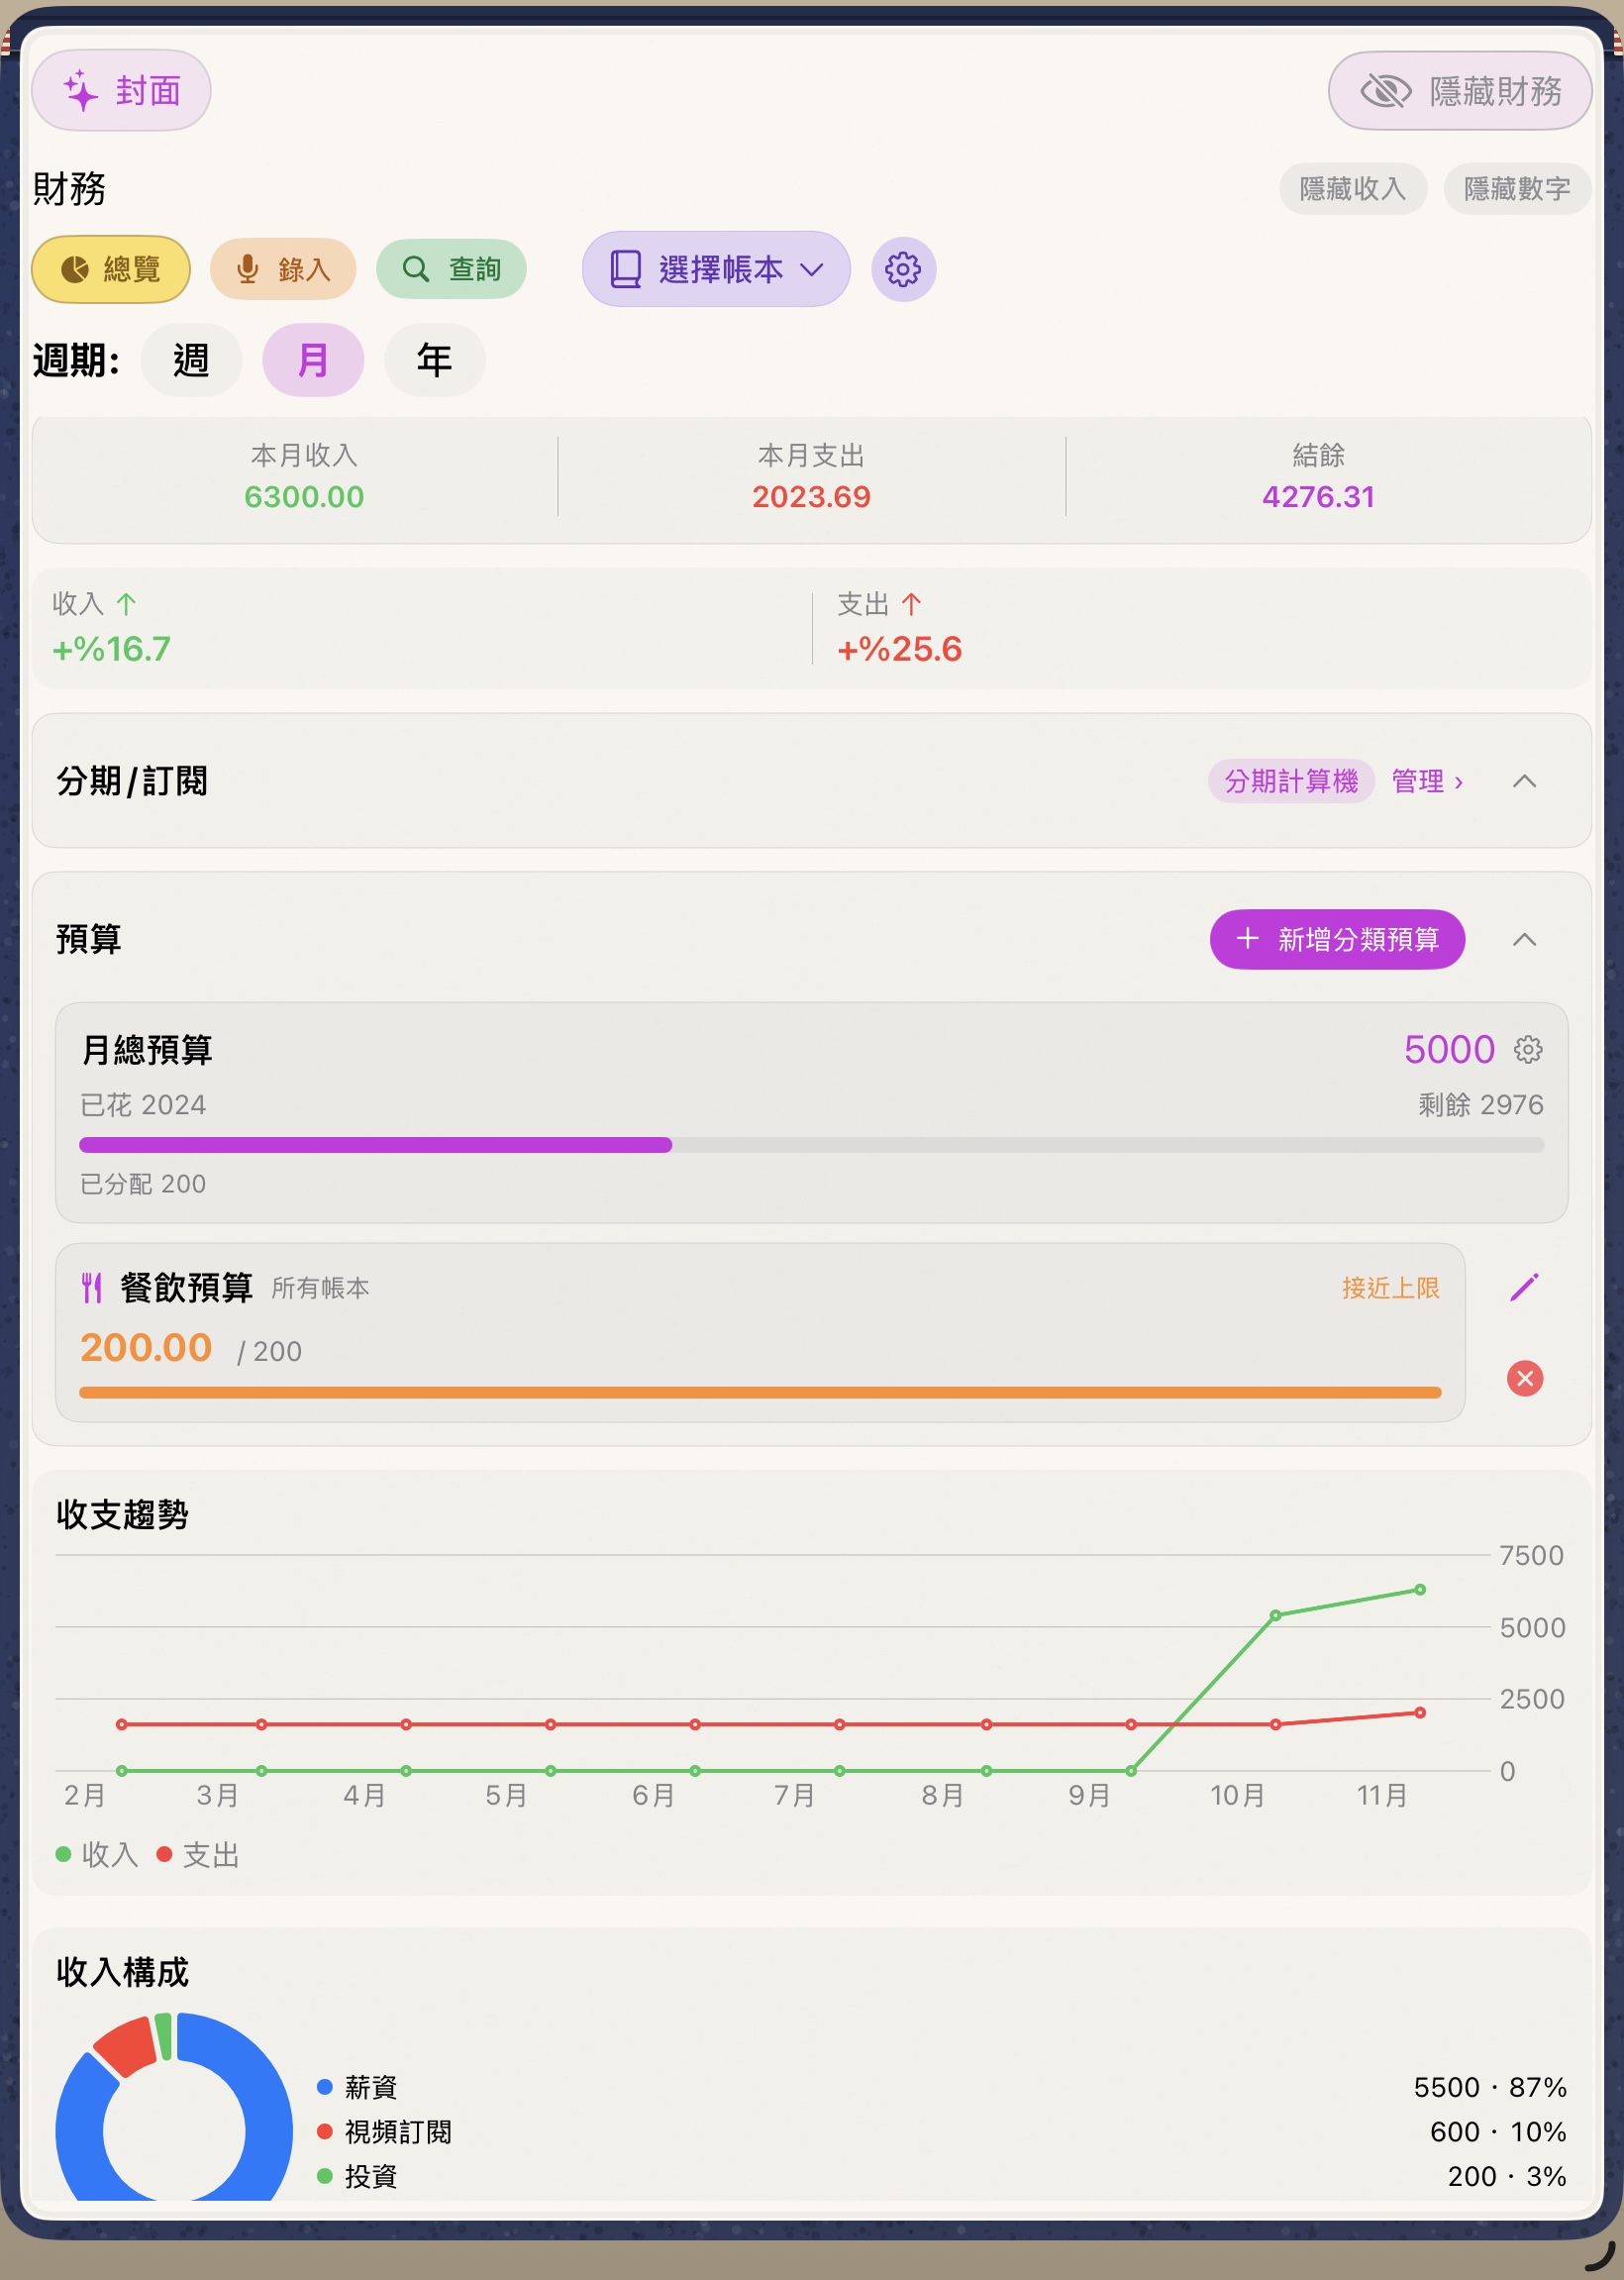 封面
隱藏財務
財務
隱藏收入 隱藏數字
總覽 錄入 查詢 選擇帳本
週期: 週 月 年
本月收入 本月支出 結餘
6300.00 2023.69 4276.31
收入 ↑ 支出 ↑
+%16.7 +%25.6
分期/訂閱 分期計算機 管理 ›
預算 + 新增分類預算
月總預算 5000
已花 2024 剩餘 2976
已分配 200
餐飲預算 所有帳本 接近上限
200.00 / 200
收支趨勢
7500
5000
2500
0
2月 3月 4月 5月 6月 7月 8月 9月 10月 11月
收入 支出
收入構成
薪資 5500 · 87%
視頻訂閱 600 · 10%
投資 200 · 3%